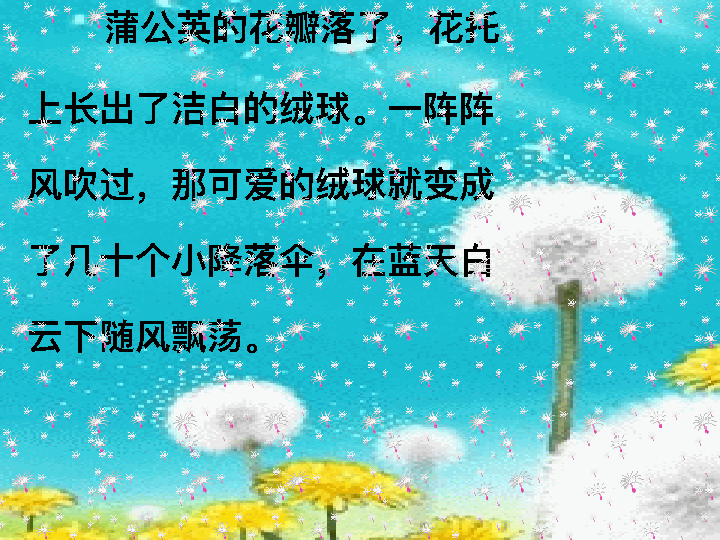 蒲公英的花瓣落了，花托
上长出了洁白的绒球。一阵阵
风吹过，那可爱的绒球就变成
了几十个小降落伞，在蓝天白
云下随风飘荡。